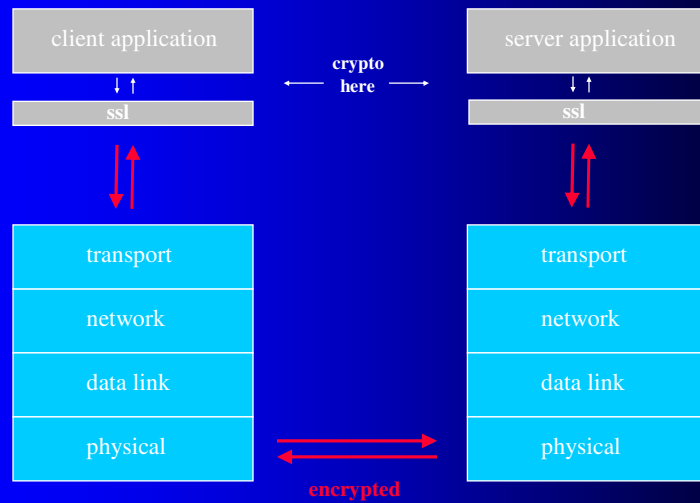 client application
server application
crypto
here
ssl
ssl
transport
transport
network
network
data link
data link
physical
physical
encrypted